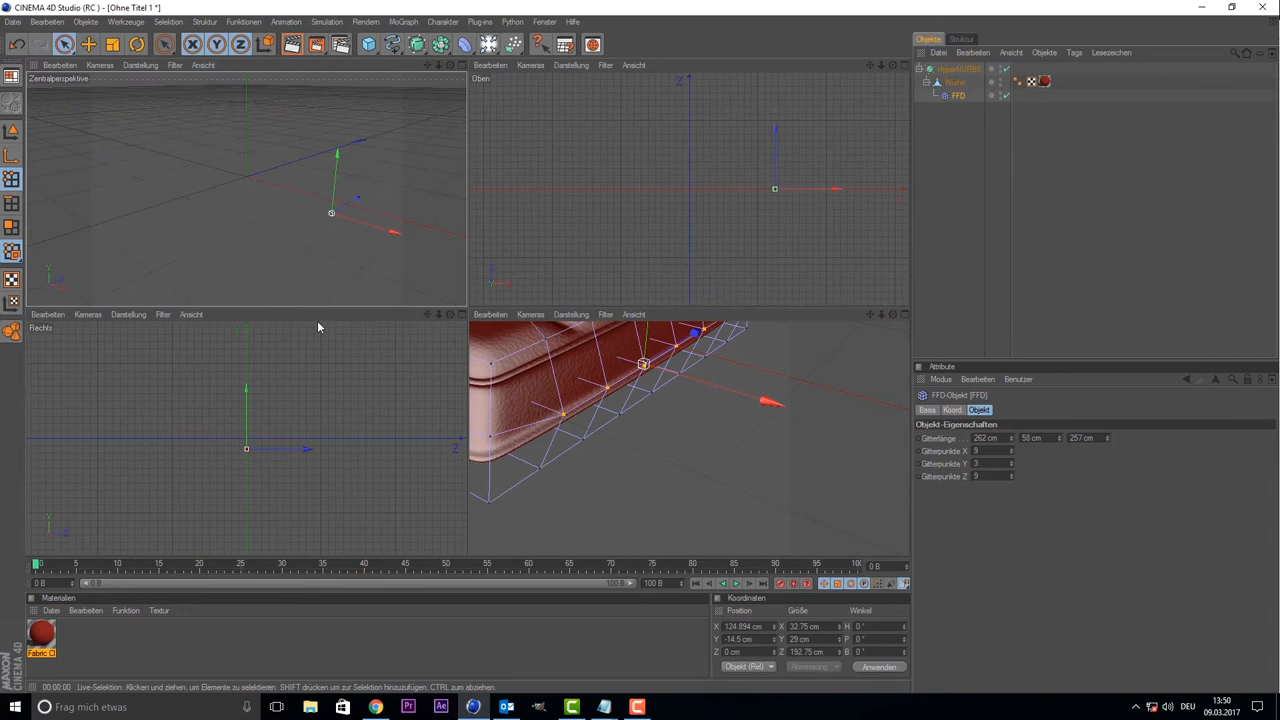 CINEMA 4D Studio (RC) - [Ohne Titel 1 *]
Datei Bearbeiten Objekte Werkzeuge Selektion Struktur Funktionen Animation Simulation Rendern MoGraph Charakter Plug-ins Python Fenster Hilfe
X Y Z
Bearbeiten Kameras Darstellung Filter Ansicht
Zentralperspektive
Y
Bearbeiten Kameras Darstellung Filter Ansicht
Oben
Z
Z
Bearbeiten Kameras Darstellung Filter Ansicht
Rechts
Z
Y
Z
Bearbeiten Kameras Darstellung Filter Ansicht
Objekte Struktur
Datei Bearbeiten Ansicht Objekte Tags Lesezeichen
HyperNURBS
Würfel
FFD
Attribute
Modus Bearbeiten Benutzer
FFD-Objekt [FFD]
Basis Koord. Objekt
Objekt-Eigenschaften
Gitterlänge . . . 262 cm 58 cm 257 cm
Gitterpunkte X 9
Gitterpunkte Y 3
Gitterpunkte Z 9
0 5 10 15 20 25 30 35 40 45 50 55 60 65 70 75 80 85 90 95 100 0 B
0 B 0 B 100 B 100 B
Materialien
Datei Bearbeiten Funktion Textur
Fabric Cl
Koordinaten
Position Größe Winkel
X 124.894 cm X 32.75 cm H 0 °
Y -14.5 cm Y 29 cm P 0 °
Z 0 cm Z 192.75 cm B 0 °
Objekt (Rel) Abmessung Anwenden
MAXON CINEMA 4D
00:00:00 Live-Selektion: Klicken und ziehen, um Elemente zu selektieren. SHIFT drücken um zur Selektion hinzuzufügen, CTRL zum abziehen.
Frag mich etwas
Pr Ae
DEU
13:50
09.03.2017